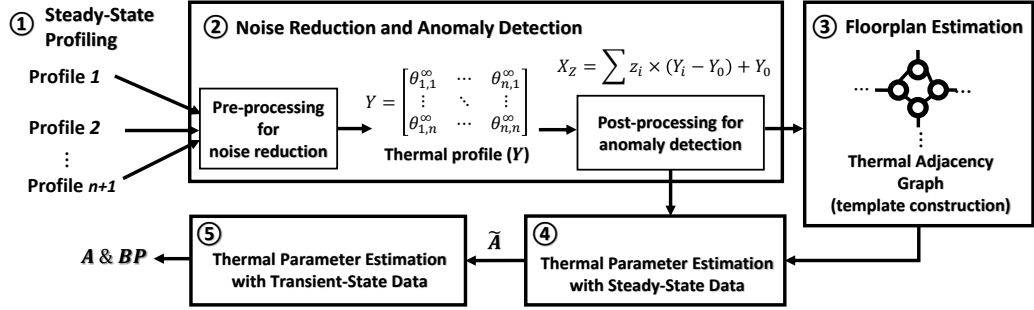 ① Steady-State
Profiling
Profile 1
Profile 2
⋮
Profile n+1
② Noise Reduction and Anomaly Detection
Pre-processing
for
noise reduction
Y = [θ^∞_{1,1} ⋯ θ^∞_{n,1}
⋮ ⋱ ⋮
θ^∞_{1,n} ⋯ θ^∞_{n,n}]
Thermal profile (Y)
X_Z = ∑ z_i × (Y_i − Y_0) + Y_0
Post-processing for
anomaly detection
③ Floorplan Estimation
⋯ ⋯
⋮
Thermal Adjacency
Graph
(template construction)
④
Thermal Parameter Estimation
with Steady-State Data
Ã
⑤
Thermal Parameter Estimation
with Transient-State Data
A & BP